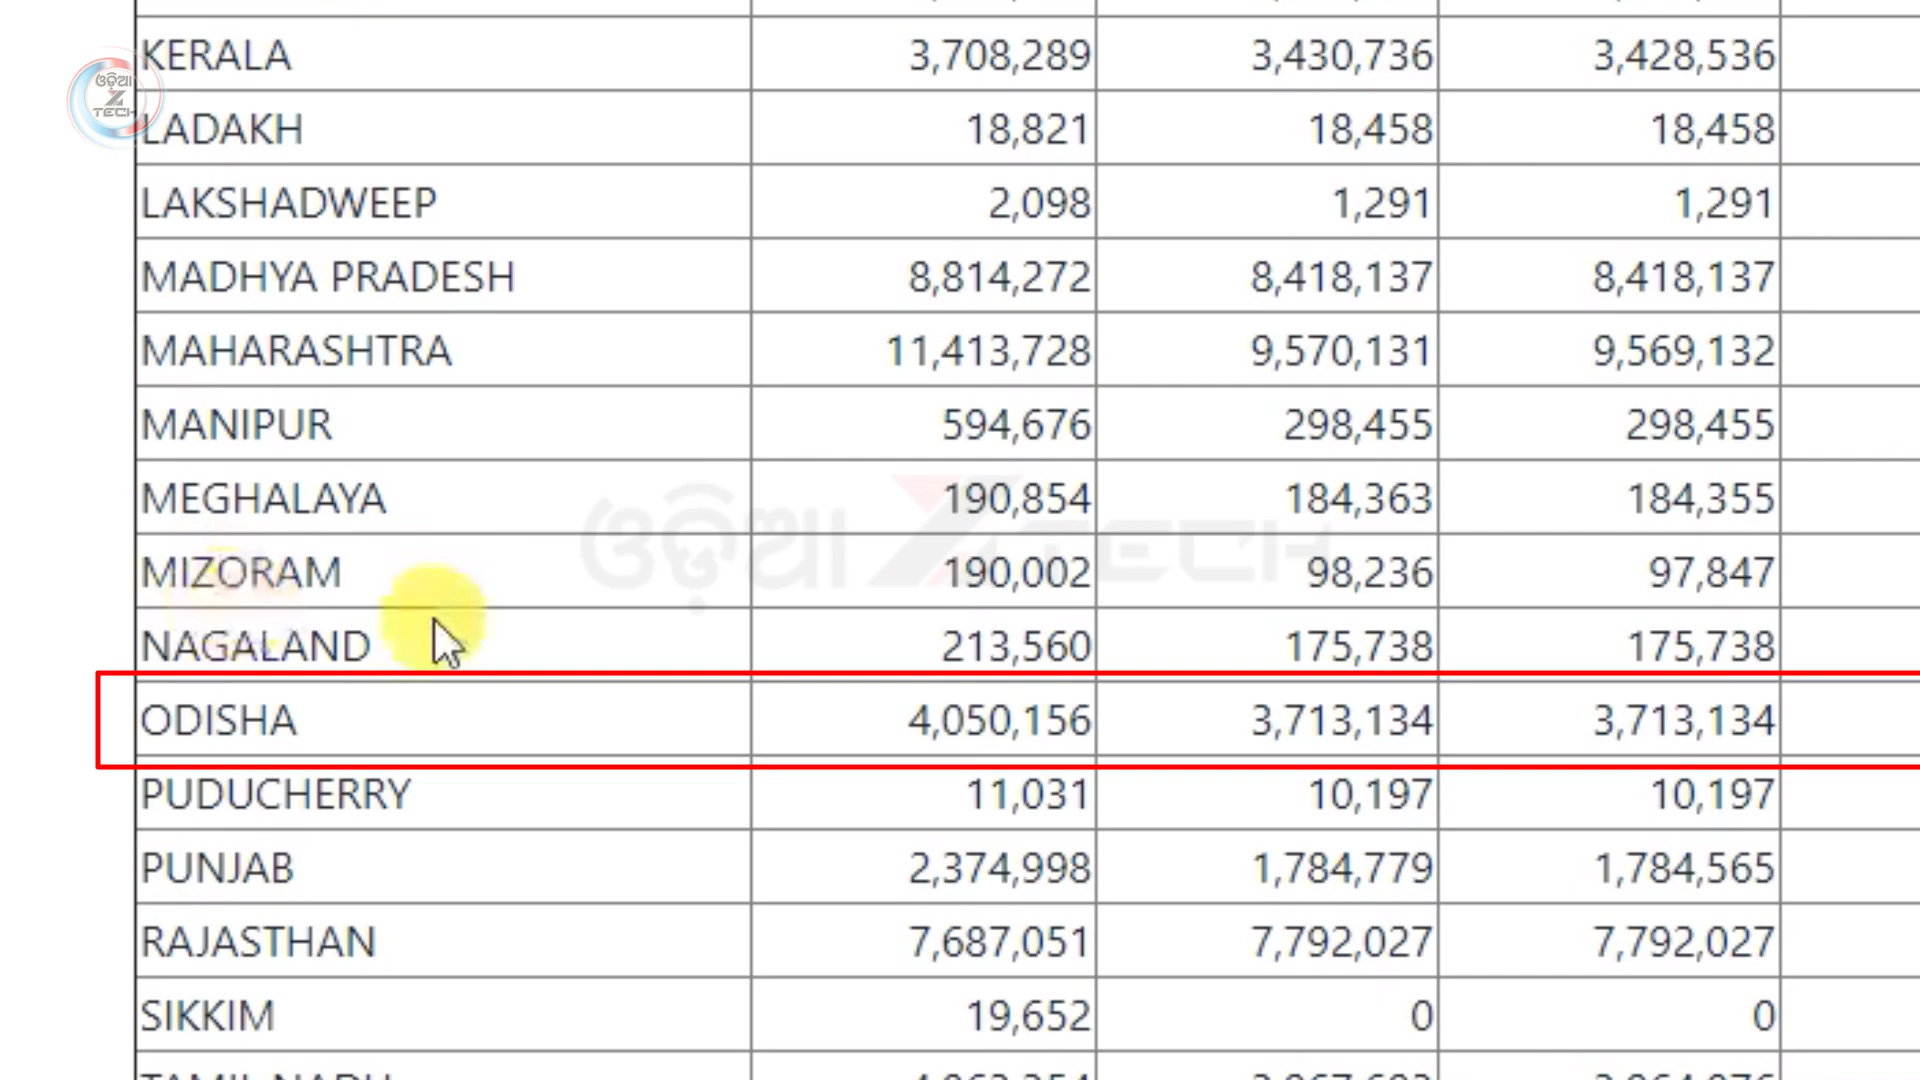 KERALA 3,708,289 3,430,736 3,428,536
ଓଡ଼ିଆ
Z
TECH
LADAKH 18,821 18,458 18,458
LAKSHADWEEP 2,098 1,291 1,291
MADHYA PRADESH 8,814,272 8,418,137 8,418,137
MAHARASHTRA 11,413,728 9,570,131 9,569,132
MANIPUR 594,676 298,455 298,455
MEGHALAYA 190,854 184,363 184,355
ଓଡ଼ିଆ Z TECH
MIZORAM 190,002 98,236 97,847
NAGALAND 213,560 175,738 175,738
ODISHA 4,050,156 3,713,134 3,713,134
PUDUCHERRY 11,031 10,197 10,197
PUNJAB 2,374,998 1,784,779 1,784,565
RAJASTHAN 7,687,051 7,792,027 7,792,027
SIKKIM 19,652 0 0